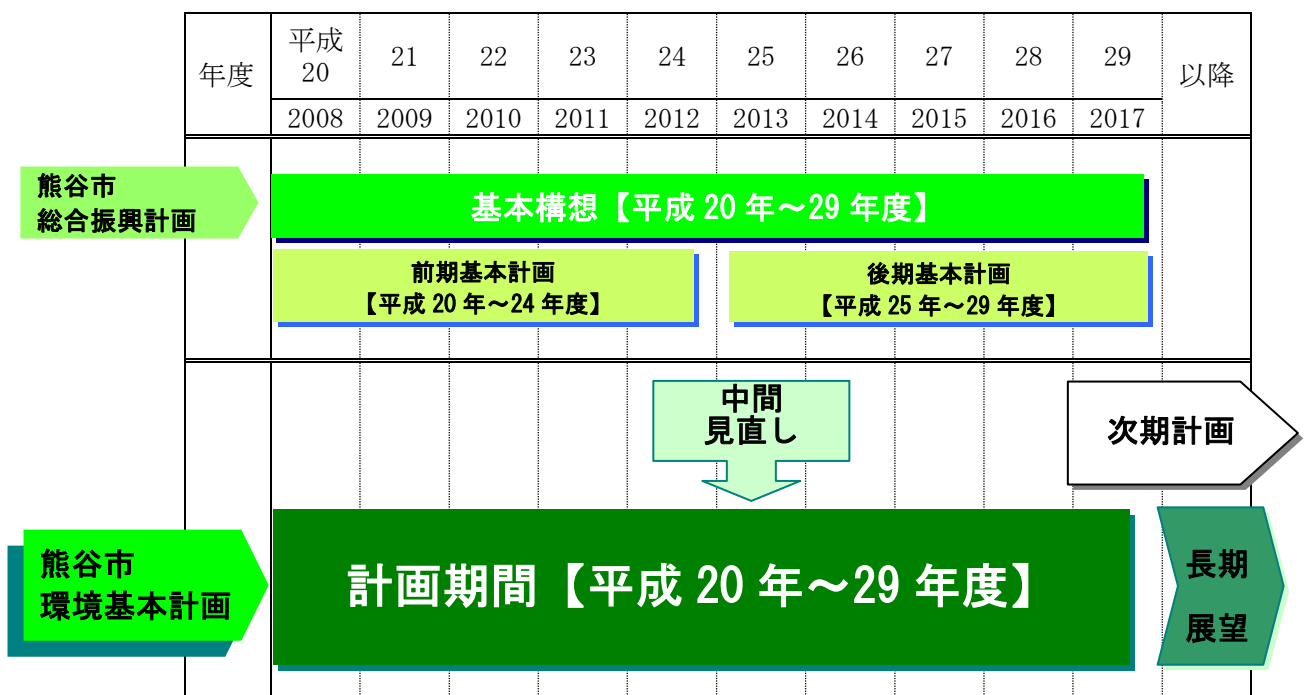 年度
平成
20
21
22
23
24
25
26
27
28
29
以降
2008
2009
2010
2011
2012
2013
2014
2015
2016
2017
熊谷市
総合振興計画
基本構想【平成 20 年～29 年度】
前期基本計画
【平成 20 年～24 年度】
後期基本計画
【平成 25 年～29 年度】
中間
見直し
次期計画
熊谷市
環境基本計画
計画期間【平成 20 年～29 年度】
長期
展望